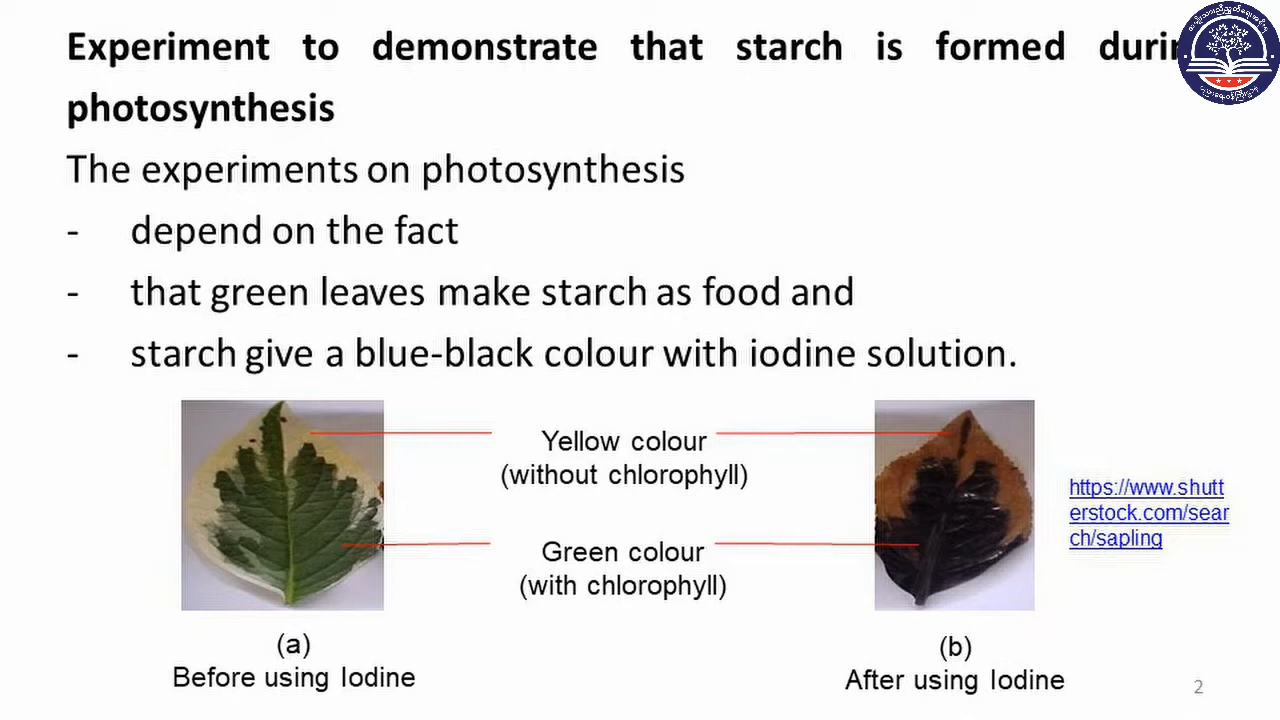 Experiment to demonstrate that starch is formed durin
photosynthesis
The experiments on photosynthesis
- depend on the fact
- that green leaves make starch as food and
- starch give a blue-black colour with iodine solution.
Yellow colour
(without chlorophyll)
Green colour
(with chlorophyll)
https://www.shutt
erstock.com/sear
ch/sapling
(a)
Before using Iodine
(b)
After using Iodine
2